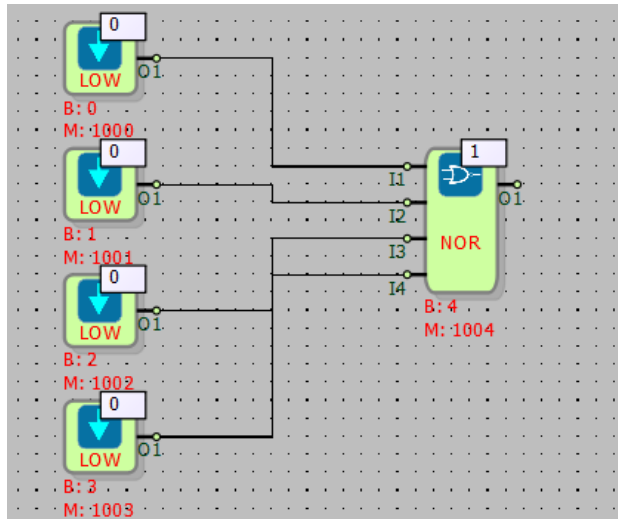 0
LOW
O1
B: 0
M: 1000
0
LOW
O1
B: 1
M: 1001
0
LOW
O1
B: 2
M: 1002
0
LOW
O1
B: 3
M: 1003
1
I1
I2
I3
I4
NOR
O1
B: 4
M: 1004